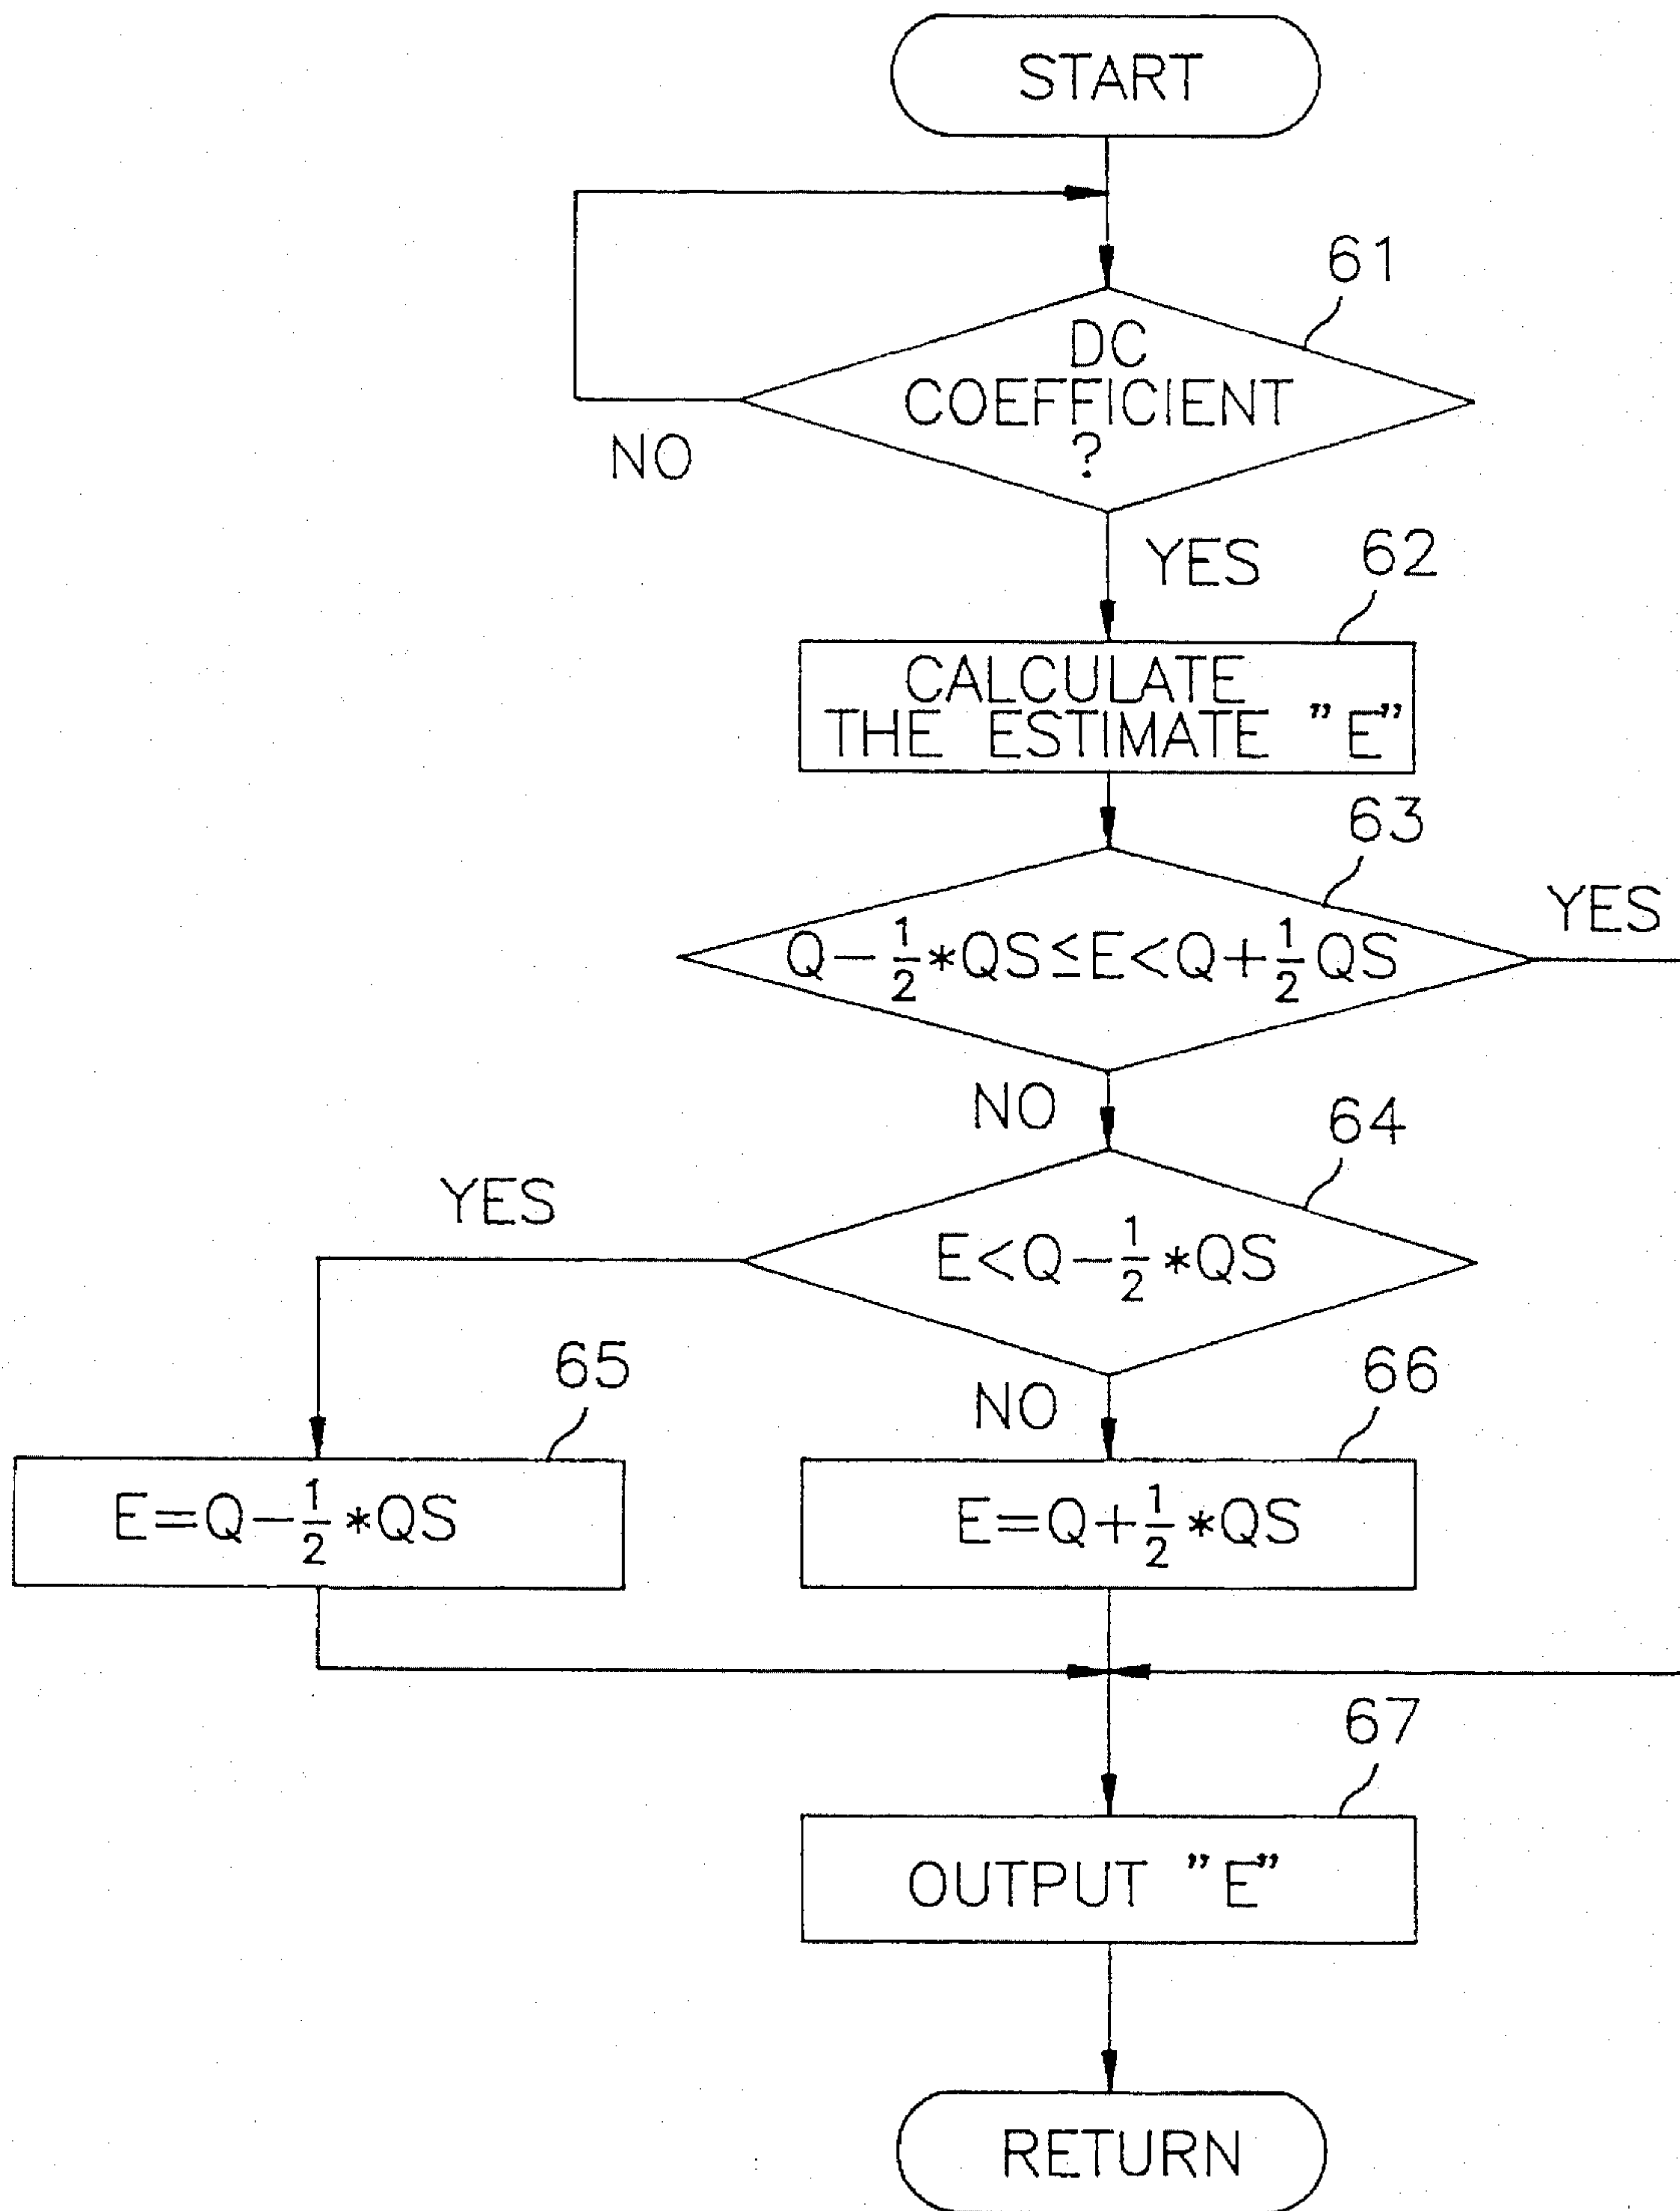 START
61
DC
COEFFICIENT
?
NO
YES
62
CALCULATE
THE ESTIMATE ”E”
63
Q−1/2*QS≤E<Q+1/2QS
YES
NO
64
YES
E<Q−1/2*QS
65
NO
66
E=Q−1/2*QS
E=Q+1/2*QS
67
OUTPUT ”E”
RETURN